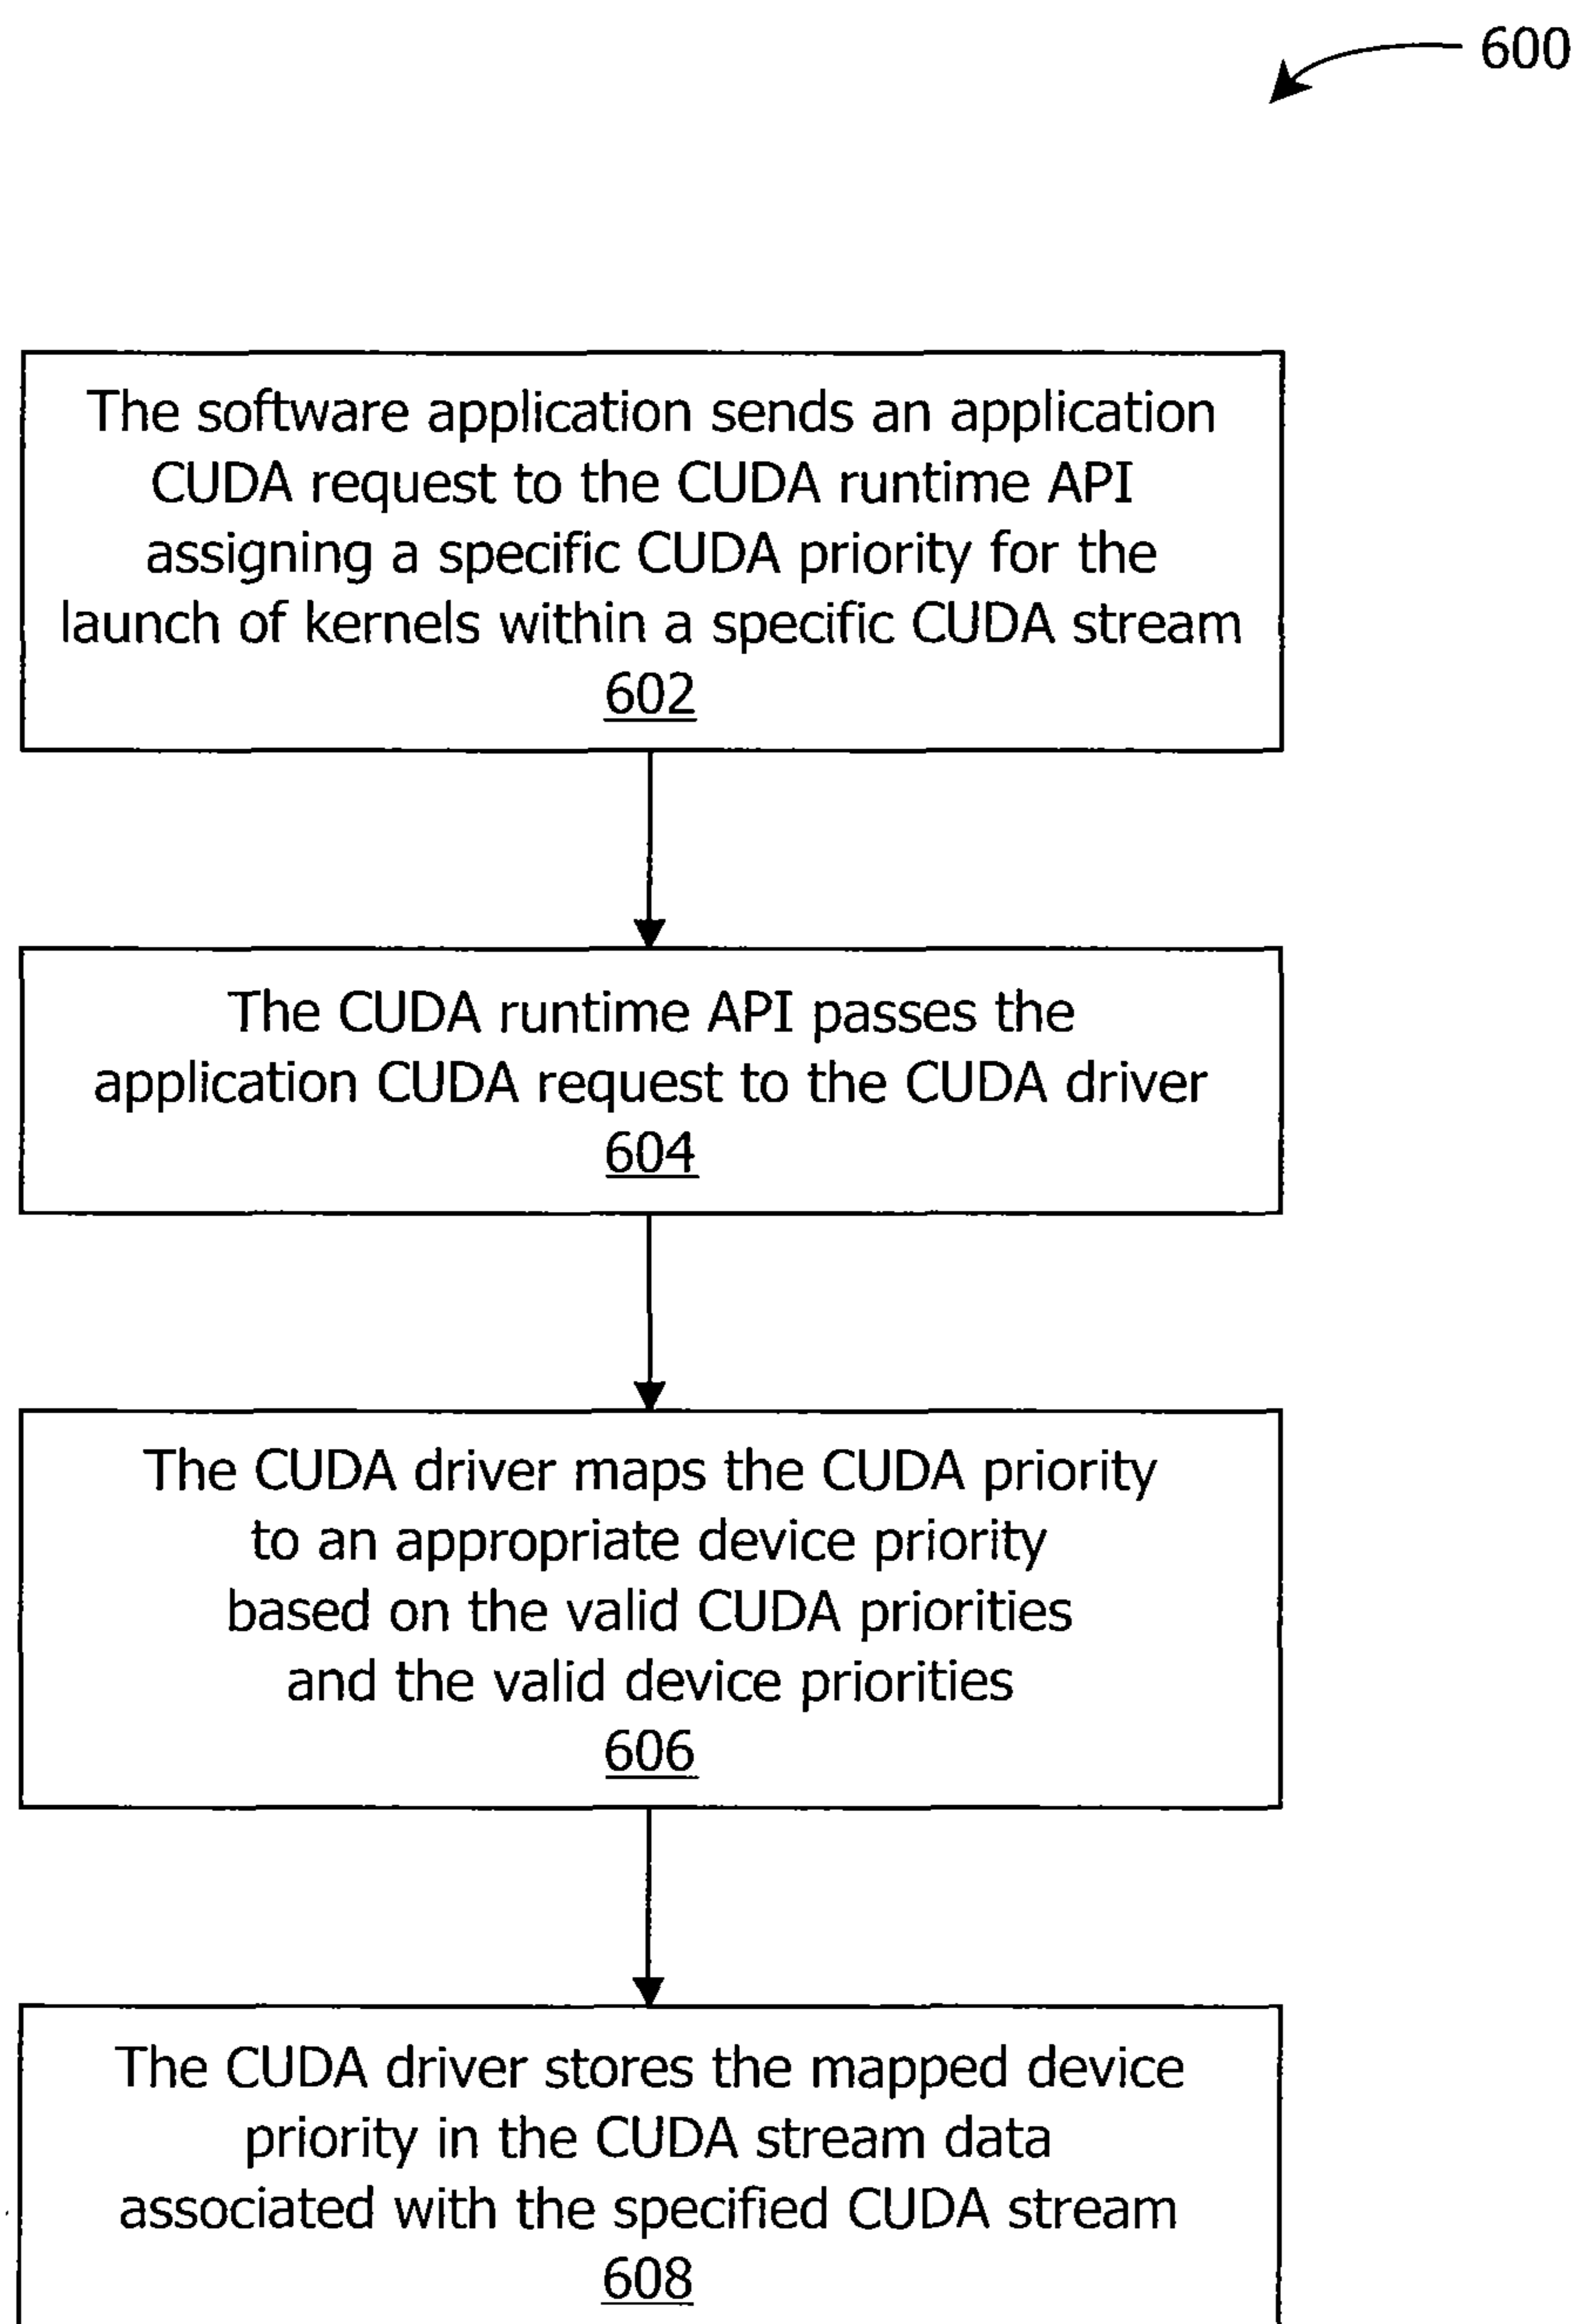 600
The software application sends an application
CUDA request to the CUDA runtime API
assigning a specific CUDA priority for the
launch of kernels within a specific CUDA stream
602
The CUDA runtime API passes the
application CUDA request to the CUDA driver
604
The CUDA driver maps the CUDA priority
to an appropriate device priority
based on the valid CUDA priorities
and the valid device priorities
606
The CUDA driver stores the mapped device
priority in the CUDA stream data
associated with the specified CUDA stream
608